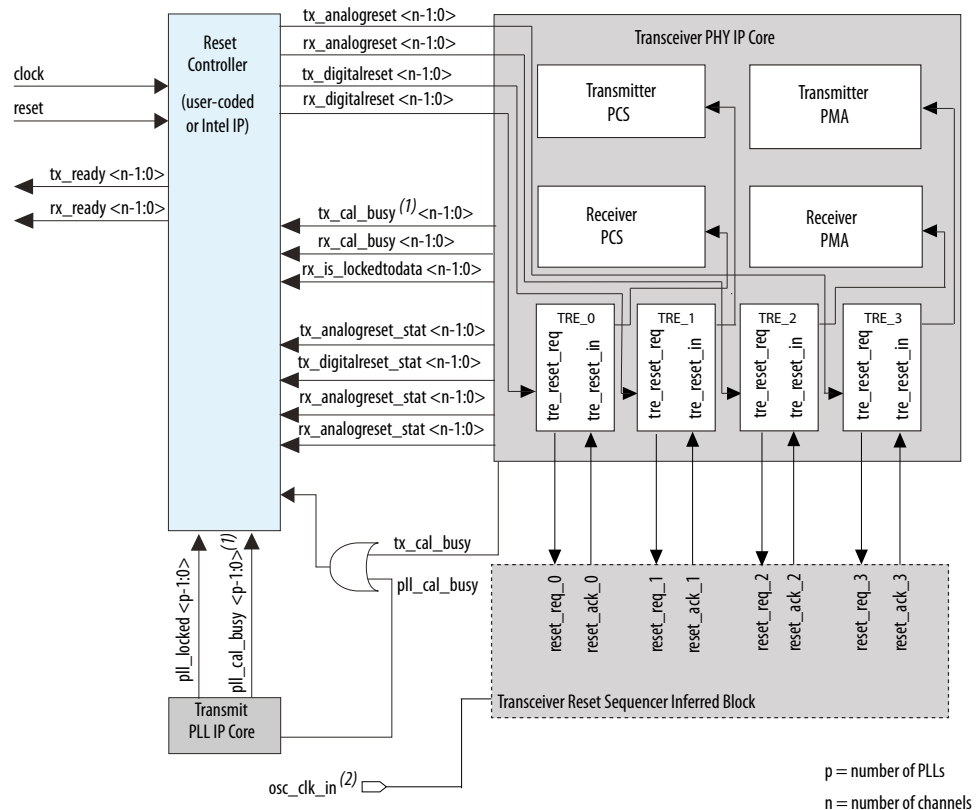 tx_analogreset <n-1:0>
rx_analogreset <n-1:0>
tx_digitalreset <n-1:0>
rx_digitalreset <n-1:0>
Reset
Controller
(user-coded
or Intel IP)
clock
reset
tx_ready <n-1:0>
rx_ready <n-1:0>
Transceiver PHY IP Core
Transmitter
PCS
Transmitter
PMA
Receiver
PCS
Receiver
PMA
tx_cal_busy (1) <n-1:0>
rx_cal_busy <n-1:0>
rx_is_lockedtodata <n-1:0>
tx_analogreset_stat <n-1:0>
tx_digitalreset_stat <n-1:0>
rx_analogreset_stat <n-1:0>
rx_analogreset_stat <n-1:0>
TRE_0
tre_reset_req
tre_reset_in
TRE_1
tre_reset_req
tre_reset_in
TRE_2
tre_reset_req
tre_reset_in
TRE_3
tre_reset_req
tre_reset_in
tx_cal_busy
pll_cal_busy
pll_locked <p-1:0>
pll_cal_busy <p-1:0> (1)
reset_req_0
reset_ack_0
reset_req_1
reset_ack_1
reset_req_2
reset_ack_2
reset_req_3
reset_ack_3
Transceiver Reset Sequencer Inferred Block
Transmit
PLL IP Core
osc_clk_in (2)
p = number of PLLs
n = number of channels